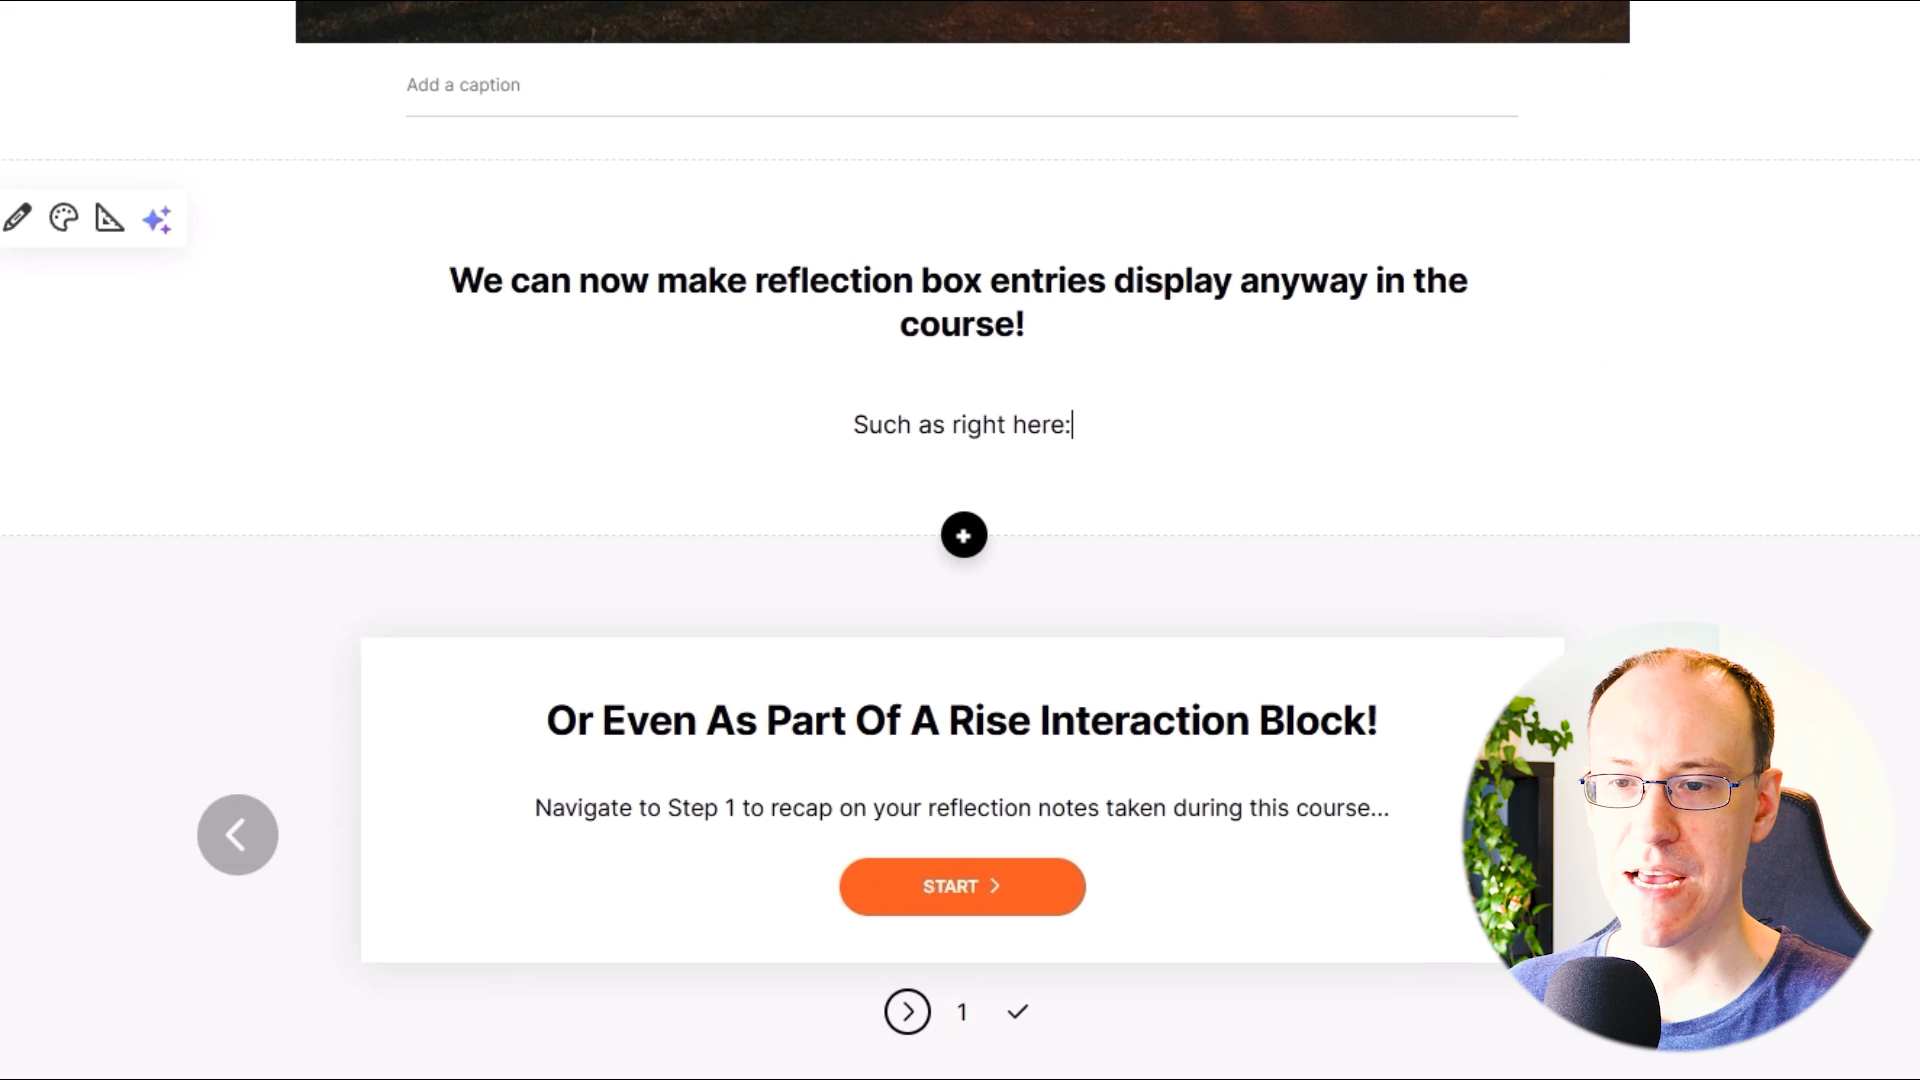 Add a caption
We can now make reflection box entries display anyway in the
course!
Such as right here:
Or Even As Part Of A Rise Interaction Block!
Navigate to Step 1 to recap on your reflection notes taken during this course...
START
1